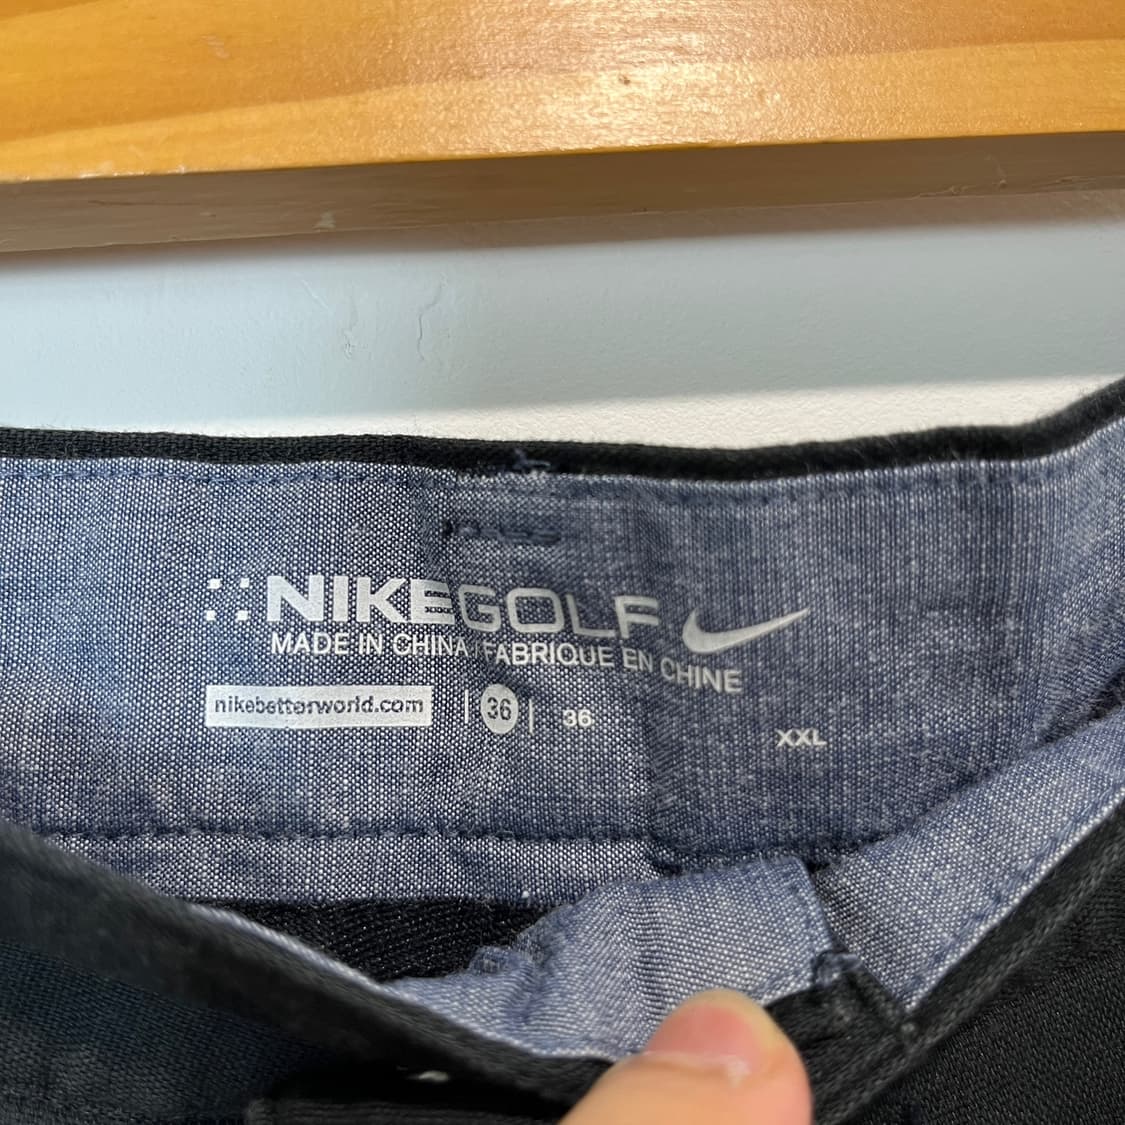 NIKEGOLF
MADE IN CHINA / FABRIQUE EN CHINE
nikebetterworld.com | 36 | 36 XXL